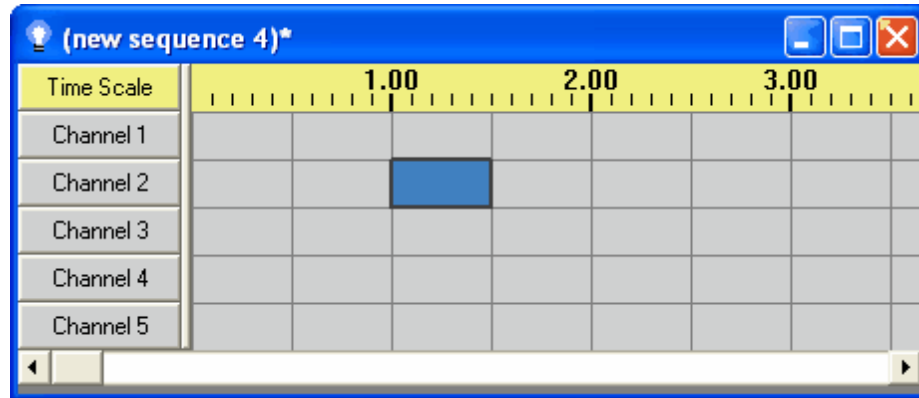 (new sequence 4)*
Time Scale 1.00 2.00 3.00
Channel 1
Channel 2
Channel 3
Channel 4
Channel 5